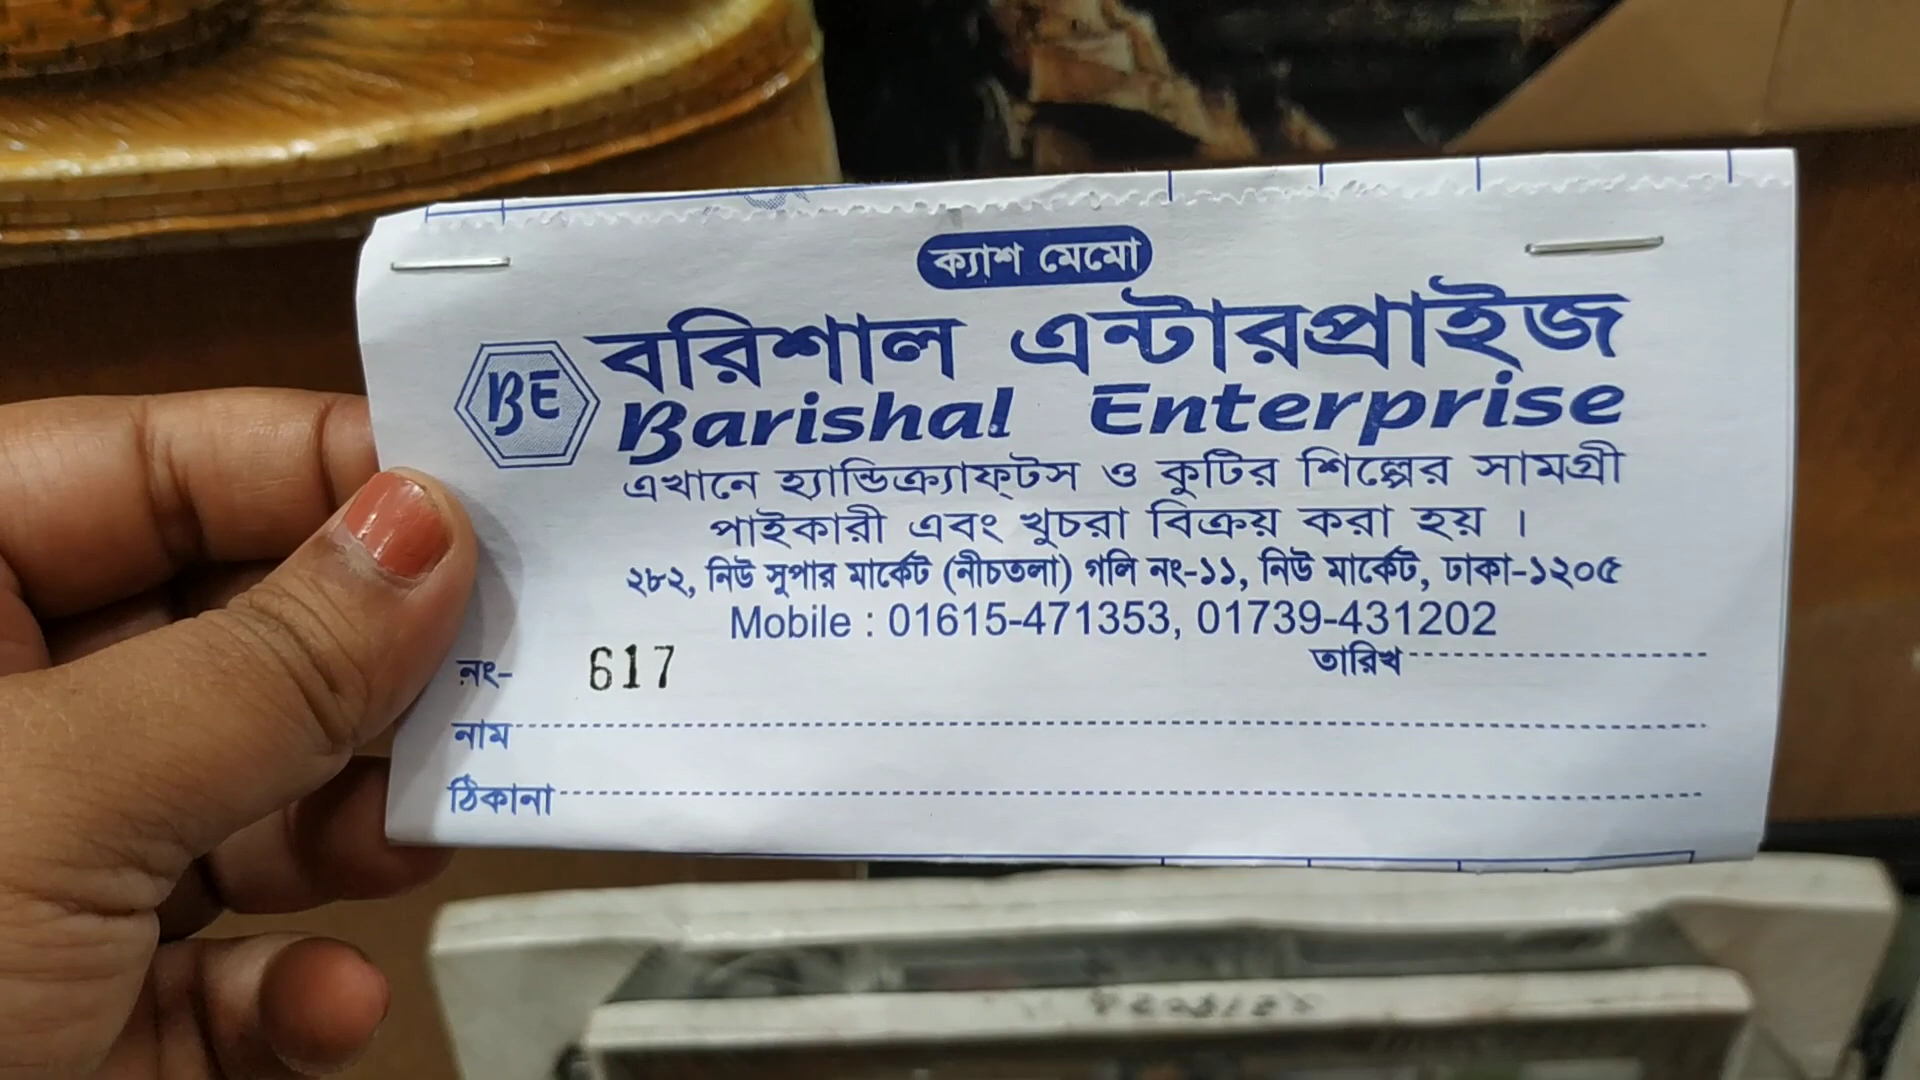 ক্যাশ মেমো
BE
বরিশাল এন্টারপ্রাইজ
Barishal Enterprise
এখানে হ্যান্ডিক্র্যাফ্টস ও কুটির শিল্পের সামগ্রী
পাইকারী এবং খুচরা বিক্রয় করা হয় ।
২৮২, নিউ সুপার মার্কেট (নীচতলা) গলি নং-১১, নিউ মার্কেট, ঢাকা-১২০৫
Mobile : 01615-471353, 01739-431202
নং- 617 তারিখ
নাম
ঠিকানা